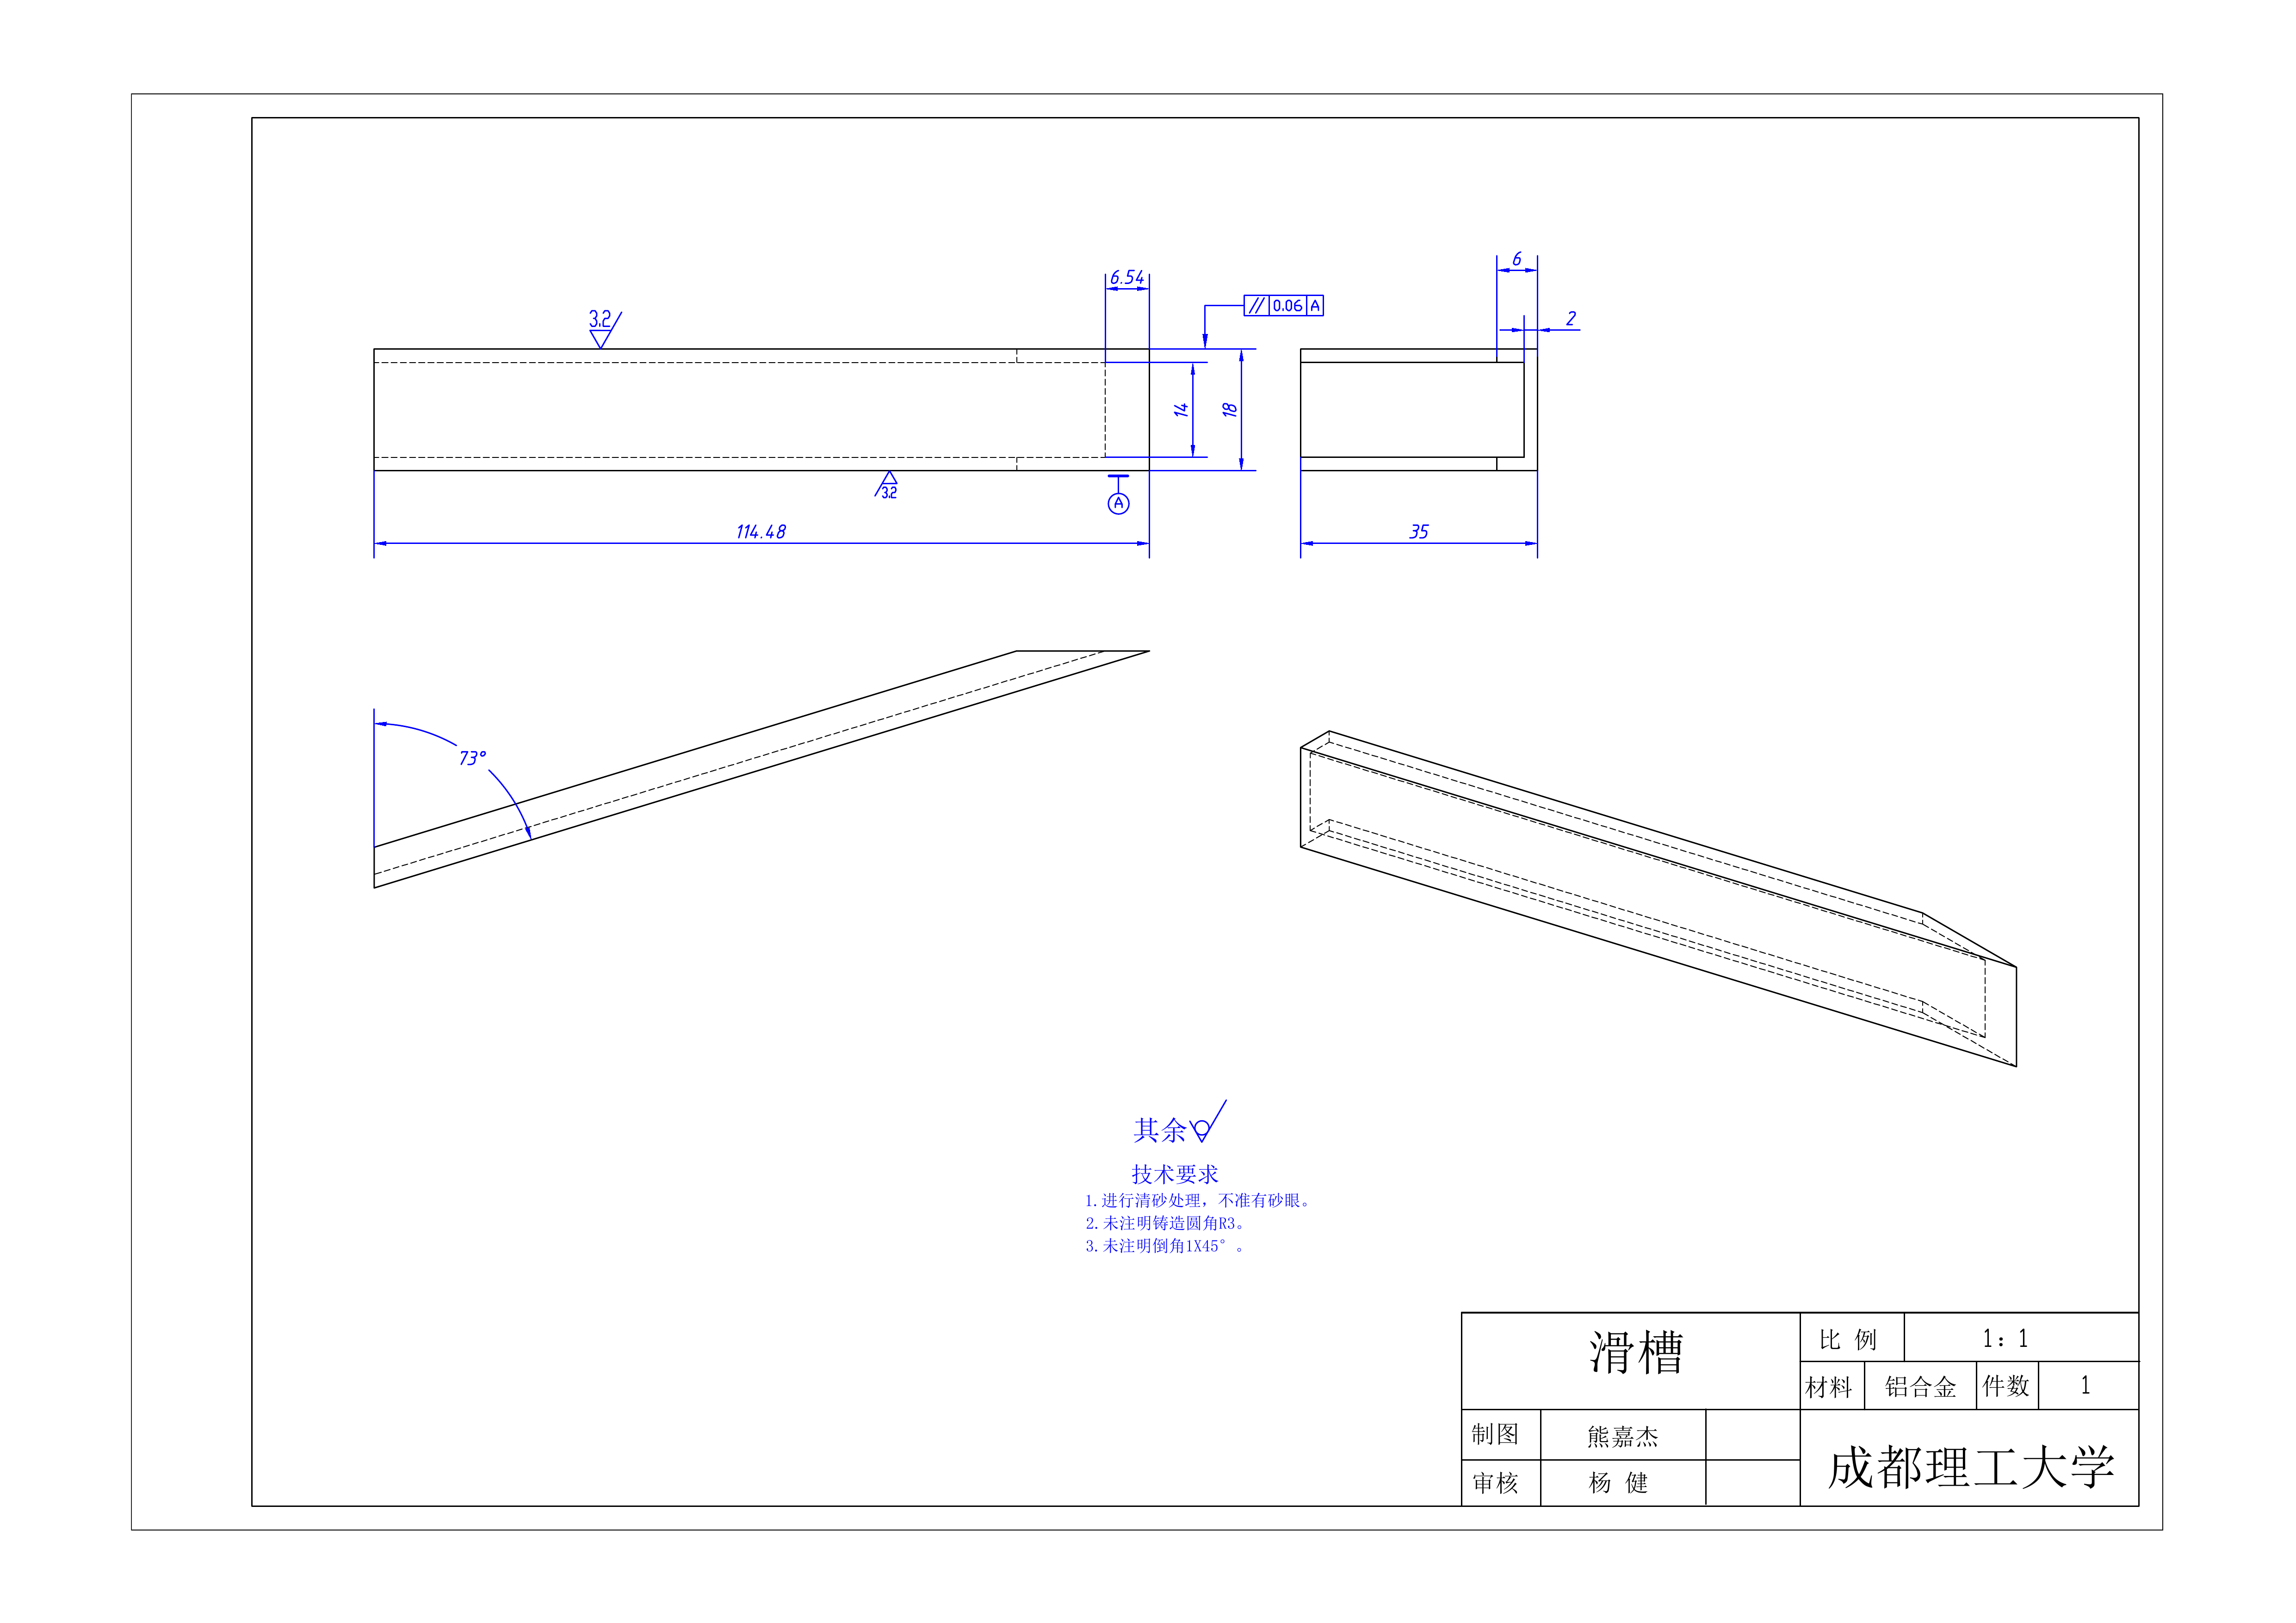 6.54
3.2
// 0.06 A
14
18
3.2
A
114.48
6
2
35
73°
其余
技术要求
1.进行清砂处理，不准有砂眼。
2.未注明铸造圆角R3。
3.未注明倒角1X45°。
滑槽
比 例 1：1
材料 铝合金 件数 1
制图 熊嘉杰
审核 杨 健
成都理工大学